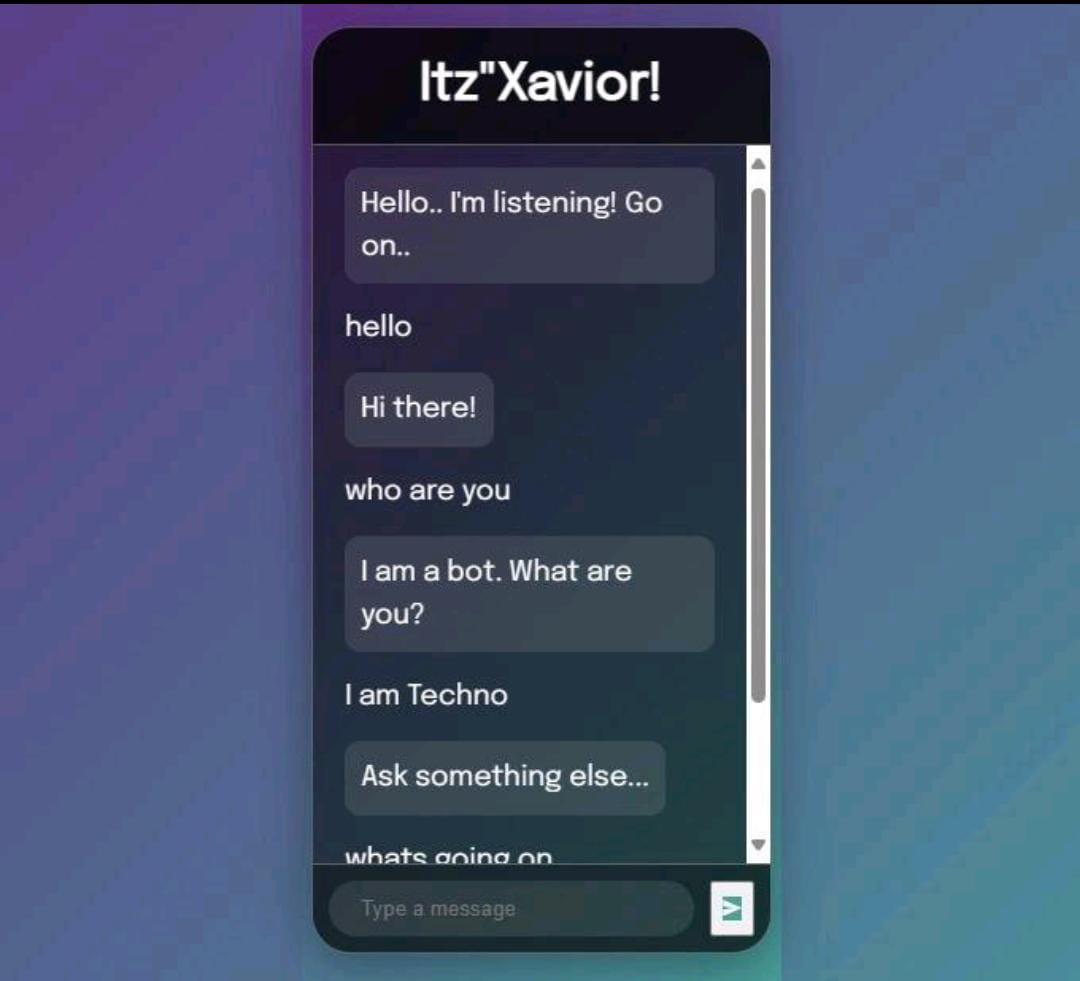 Itz"Xavior!
Hello.. I'm listening! Go
on..
hello
Hi there!
who are you
I am a bot. What are
you?
I am Techno
Ask something else...
whats going on
Type a message